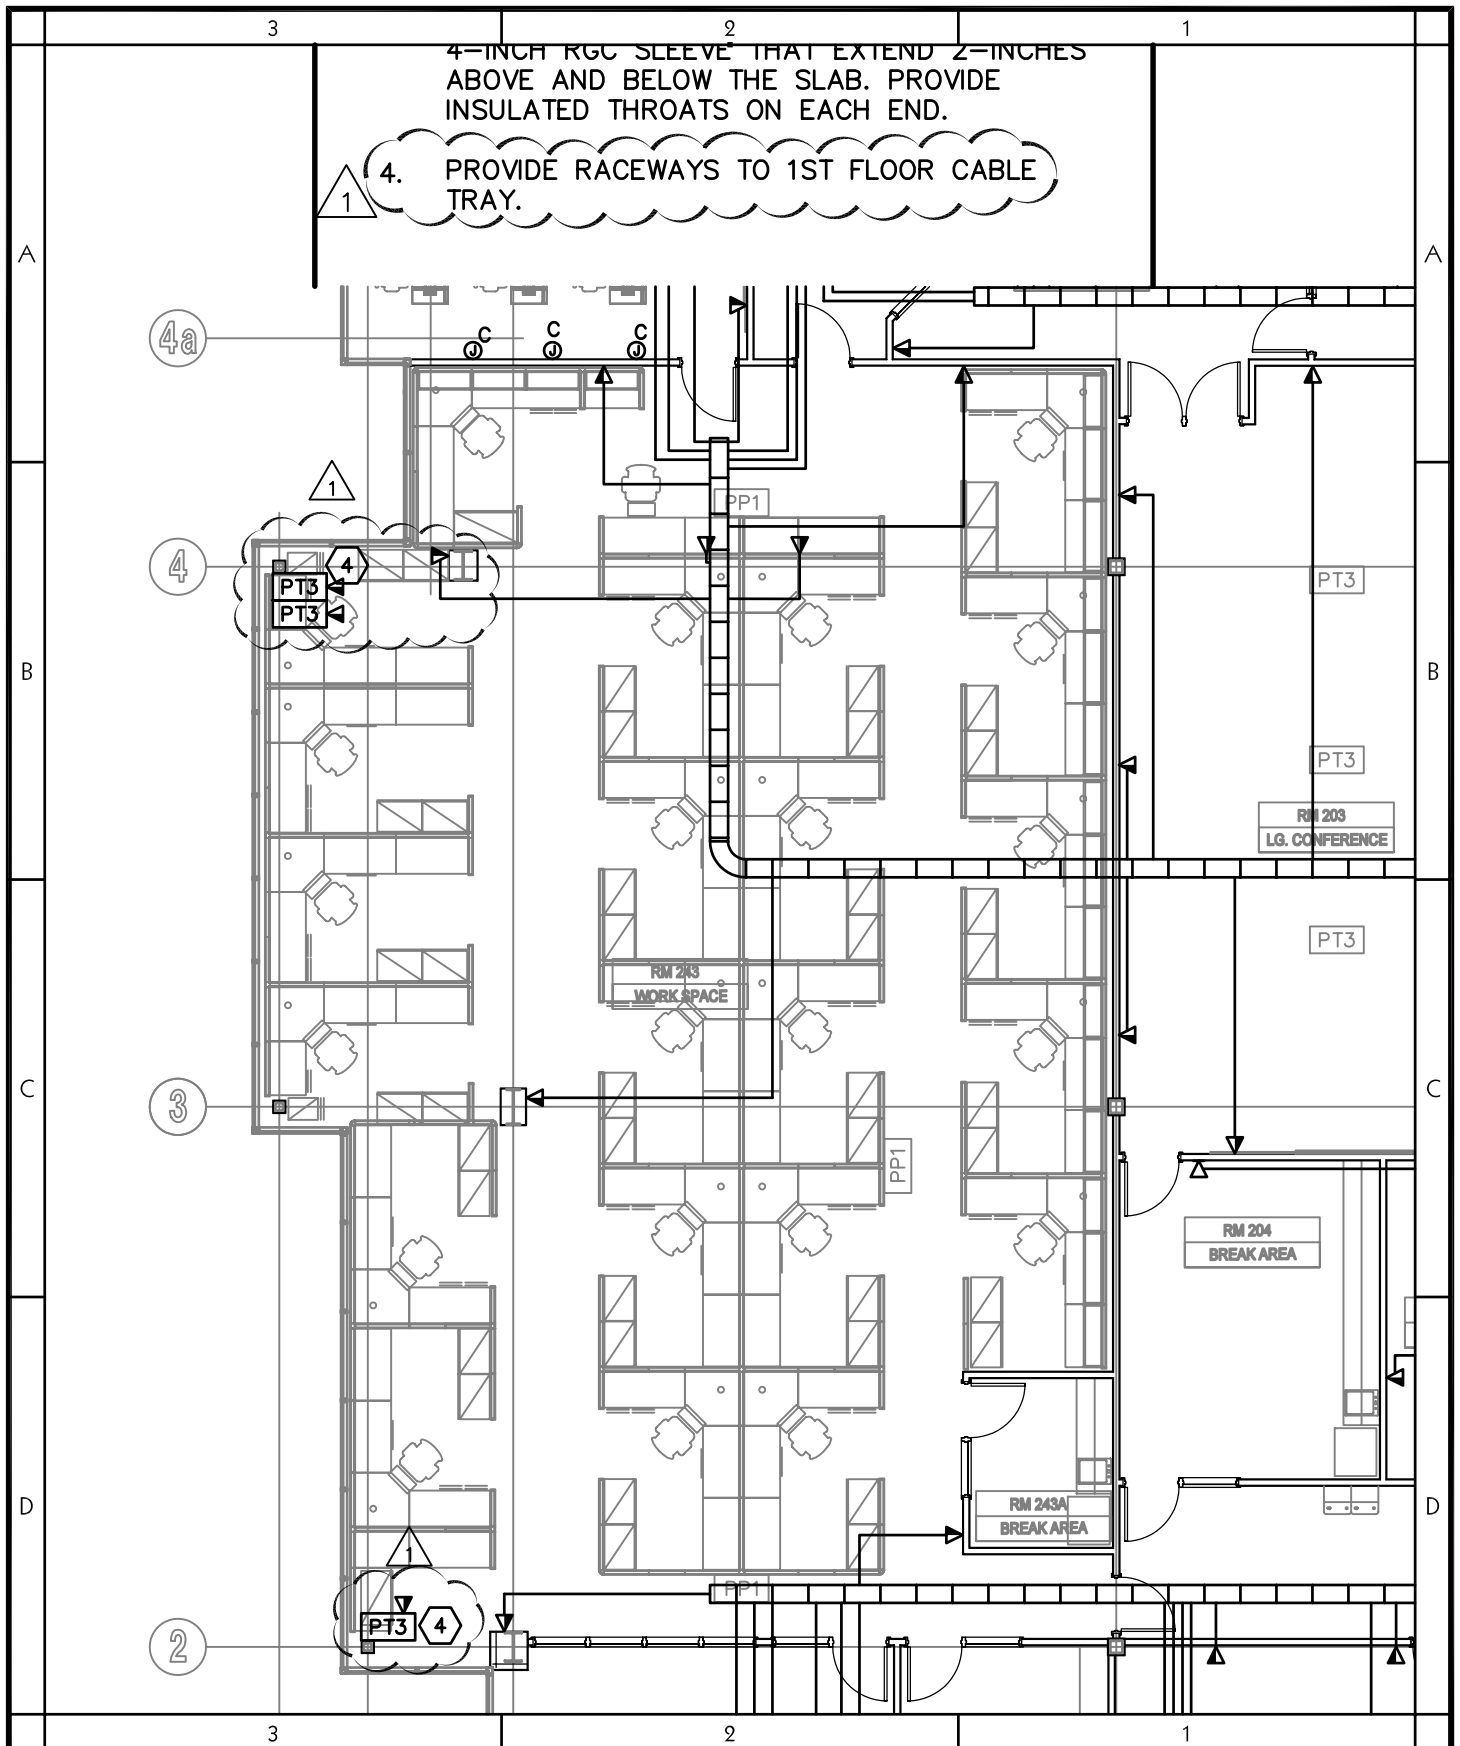 3 2 1
4-INCH RGC SLEEVE THAT EXTEND 2-INCHES
ABOVE AND BELOW THE SLAB. PROVIDE
INSULATED THROATS ON EACH END.
4. PROVIDE RACEWAYS TO 1ST FLOOR CABLE
TRAY.
1
A A
4a
C C C
J J J
1
PP1
4
4
PT3
PT3
PT3
B B
PT3
RM 203
LG. CONFERENCE
PT3
RM 243
WORK SPACE
C C
3
PP1
RM 204
BREAK AREA
D D
RM 243A
BREAK AREA
1
PP1
PT3 4
2
3 2 1